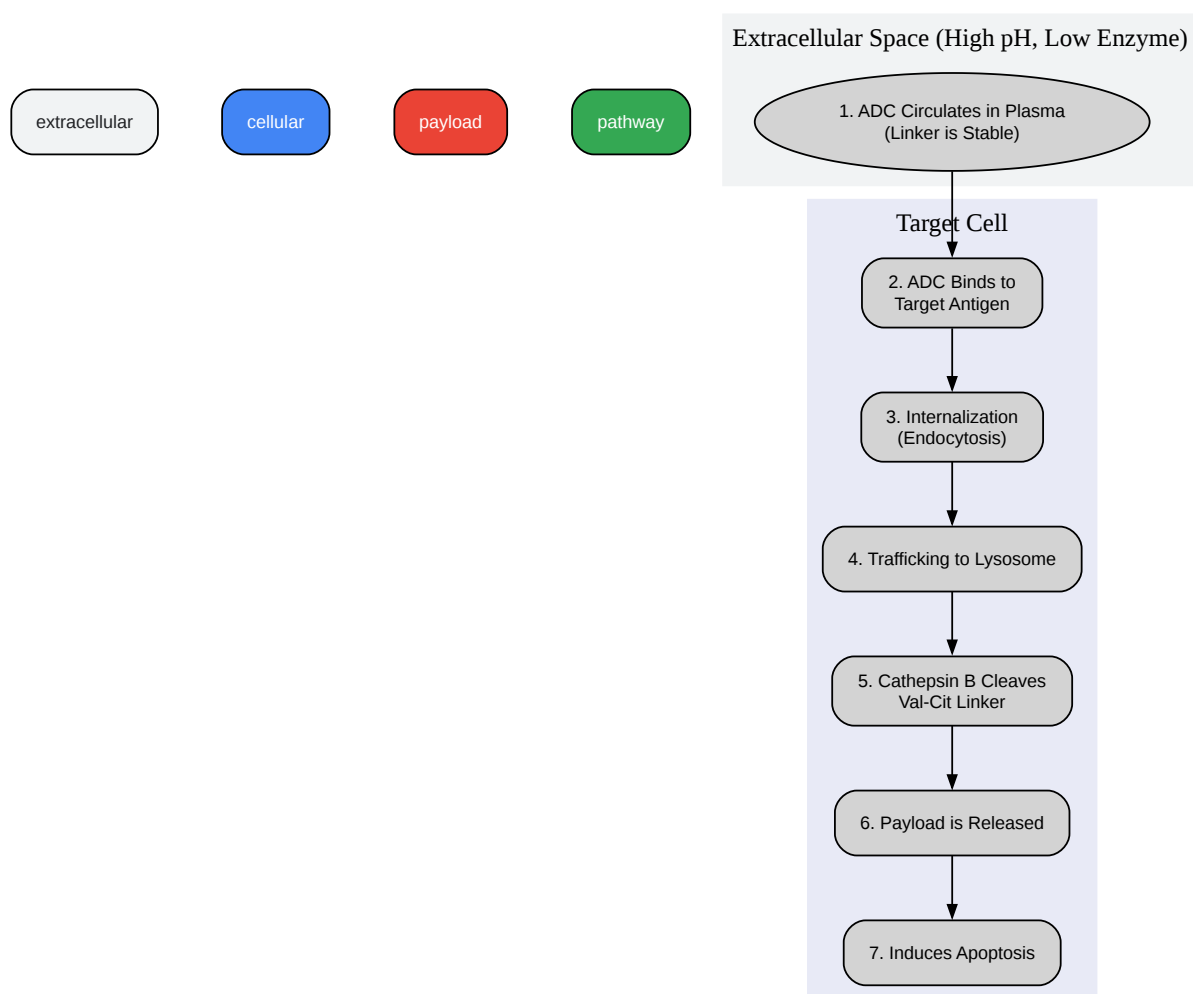 Extracellular Space (High pH, Low Enzyme)
extracellular
cellular
payload
pathway
1. ADC Circulates in Plasma
(Linker is Stable)
Target Cell
2. ADC Binds to
Target Antigen
3. Internalization
(Endocytosis)
4. Trafficking to Lysosome
5. Cathepsin B Cleaves
Val-Cit Linker
6. Payload is Released
7. Induces Apoptosis